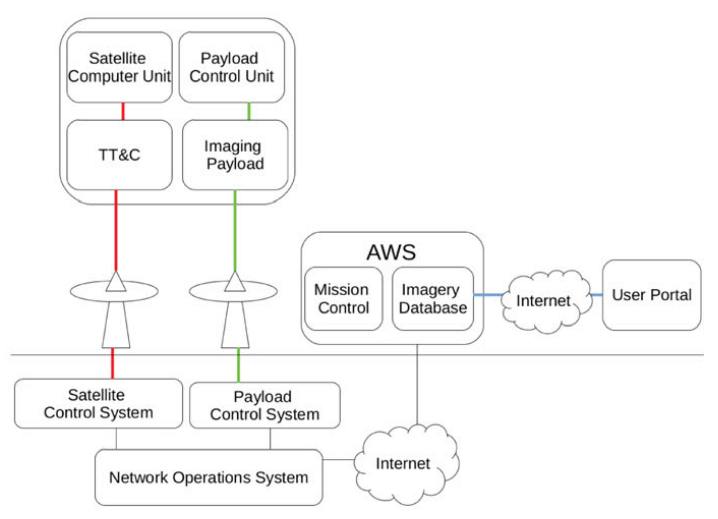 Satellite
Computer Unit
Payload
Control Unit
TT&C
Imaging
Payload
AWS
Mission
Control
Imagery
Database
Internet
User Portal
Satellite
Control System
Payload
Control System
Network Operations System
Internet